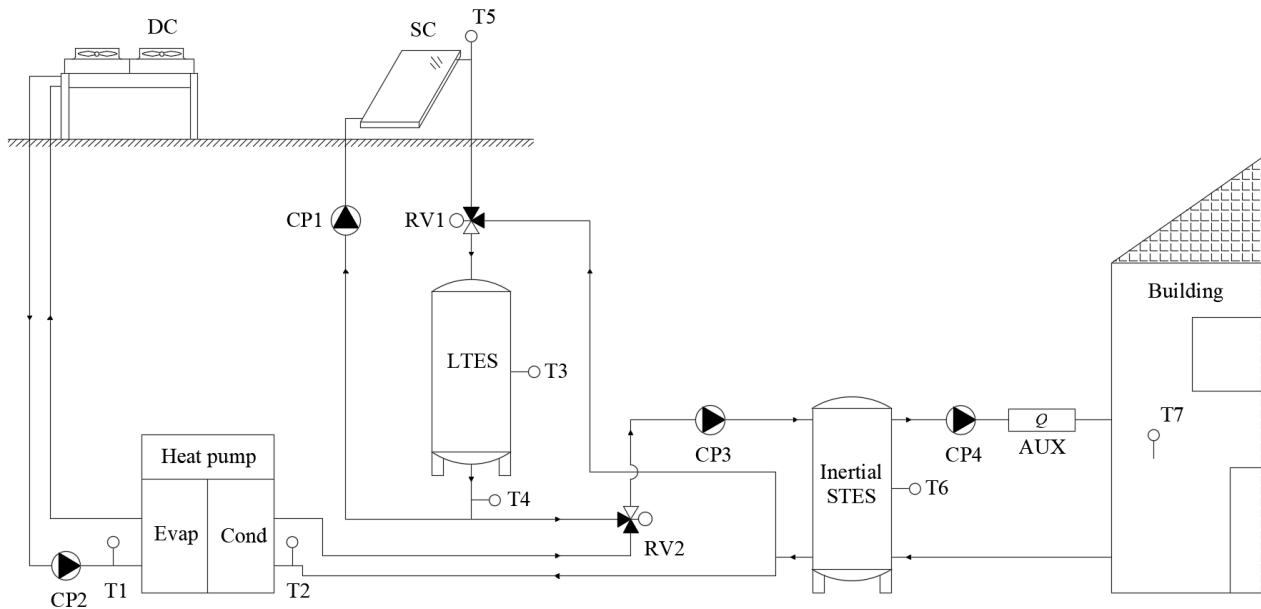 DC
SC
T5
CP1
RV1
LTES
T3
T4
Building
T7
CP3
CP4
Q
AUX
Inertial
STES
T6
Heat pump
Evap
Cond
RV2
CP2
T1
T2